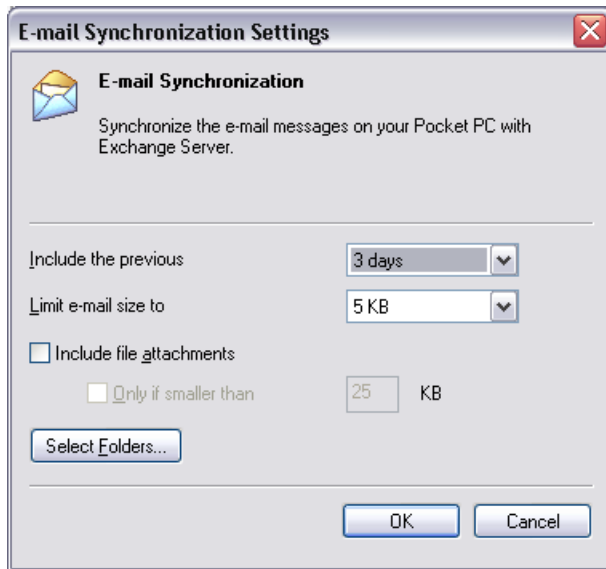 E-mail Synchronization Settings
E-mail Synchronization
Synchronize the e-mail messages on your Pocket PC with
Exchange Server.
Include the previous 3 days
Limit e-mail size to 5 KB
Include file attachments
Only if smaller than 25 KB
Select Folders...
OK Cancel